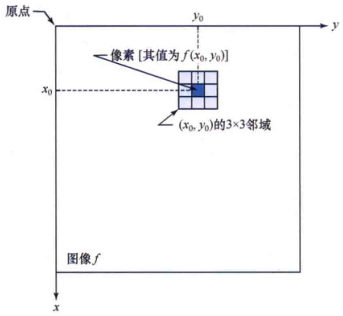 原点
y₀
y
像素 [其值为 f(x₀, y₀)]
x₀
(x₀, y₀)的3×3邻域
图像 f
x